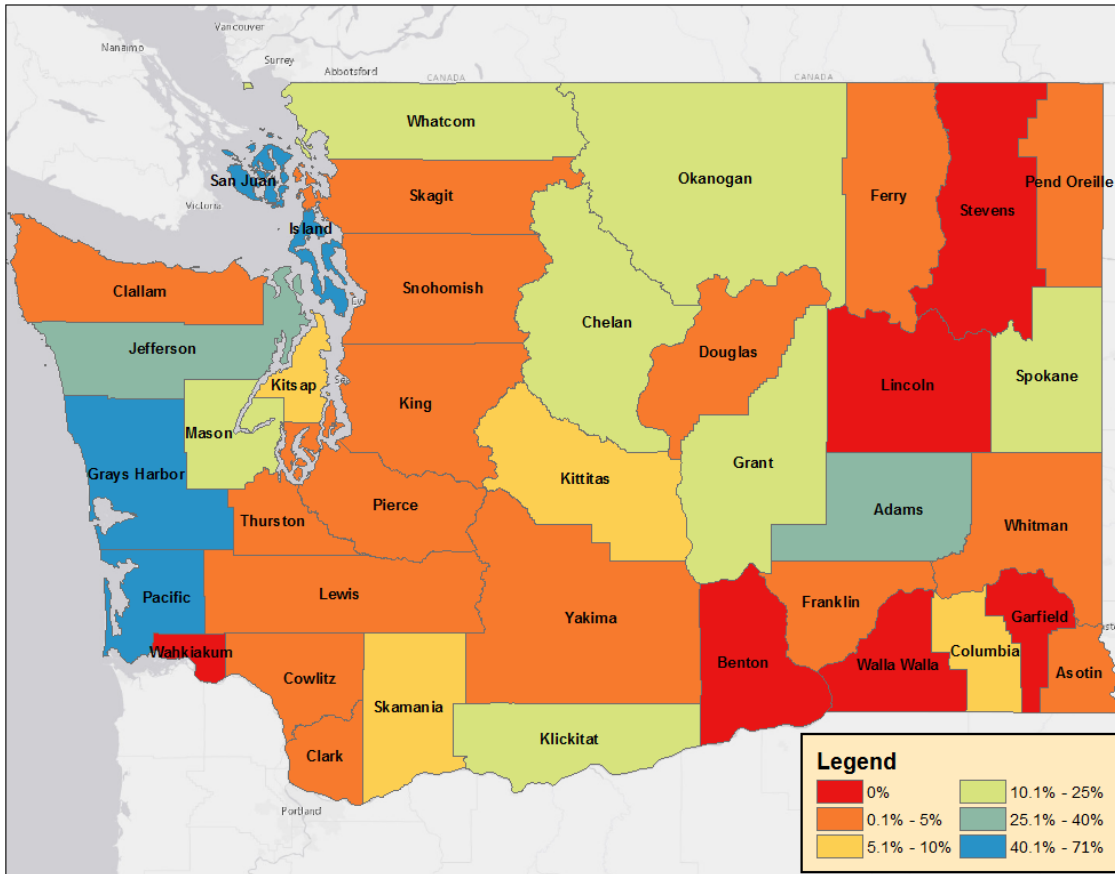 Vancouver
Nanaimo
Surrey
Abbotsford
CANADA
CANADA
Whatcom
San Juan
Victoria
Skagit
Okanogan
Ferry
Stevens
Pend Oreille
Island
Clallam
Snohomish
Chelan
Jefferson
Kitsap
King
Douglas
Lincoln
Spokane
Mason
Grays Harbor
Kittitas
Grant
Pierce
Thurston
Adams
Whitman
Pacific
Lewis
Yakima
Franklin
Garfield
Wahkiakum
Columbia
Benton
Walla Walla
Asotin
Cowlitz
Skamania
Klickitat
Clark
Portland
Legend
0% 10.1% - 25%
0.1% - 5% 25.1% - 40%
5.1% - 10% 40.1% - 71%